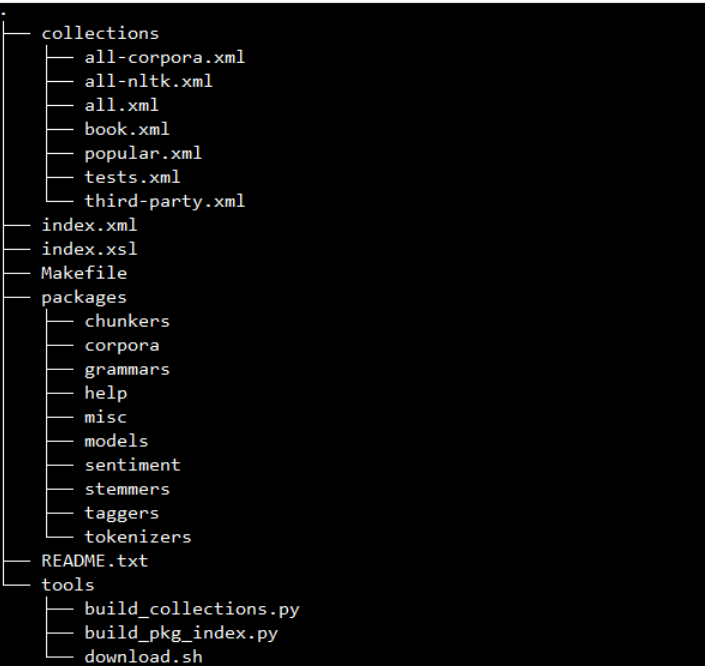 .
├── collections
│   ├── all-corpora.xml
│   ├── all-nltk.xml
│   ├── all.xml
│   ├── book.xml
│   ├── popular.xml
│   ├── tests.xml
│   └── third-party.xml
├── index.xml
├── index.xsl
├── Makefile
├── packages
│   ├── chunkers
│   ├── corpora
│   ├── grammars
│   ├── help
│   ├── misc
│   ├── models
│   ├── sentiment
│   ├── stemmers
│   ├── taggers
│   └── tokenizers
├── README.txt
└── tools
    ├── build_collections.py
    ├── build_pkg_index.py
    └── download.sh